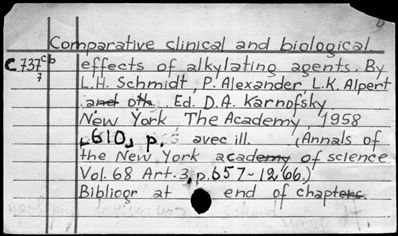 Comparative clinical and biological
C 737 cb effects of alkylating agents. By
7 L.H. Schmidt, P. Alexander, L.K. Alpert
and oth. Ed. D.A. Karnofsky
New York The Academy 1958
610, p. avec ill. (Annals of
the New York academy of science
Vol. 68 Art. 3, p. 657-1266.)
Bibliogr at end of chapters.